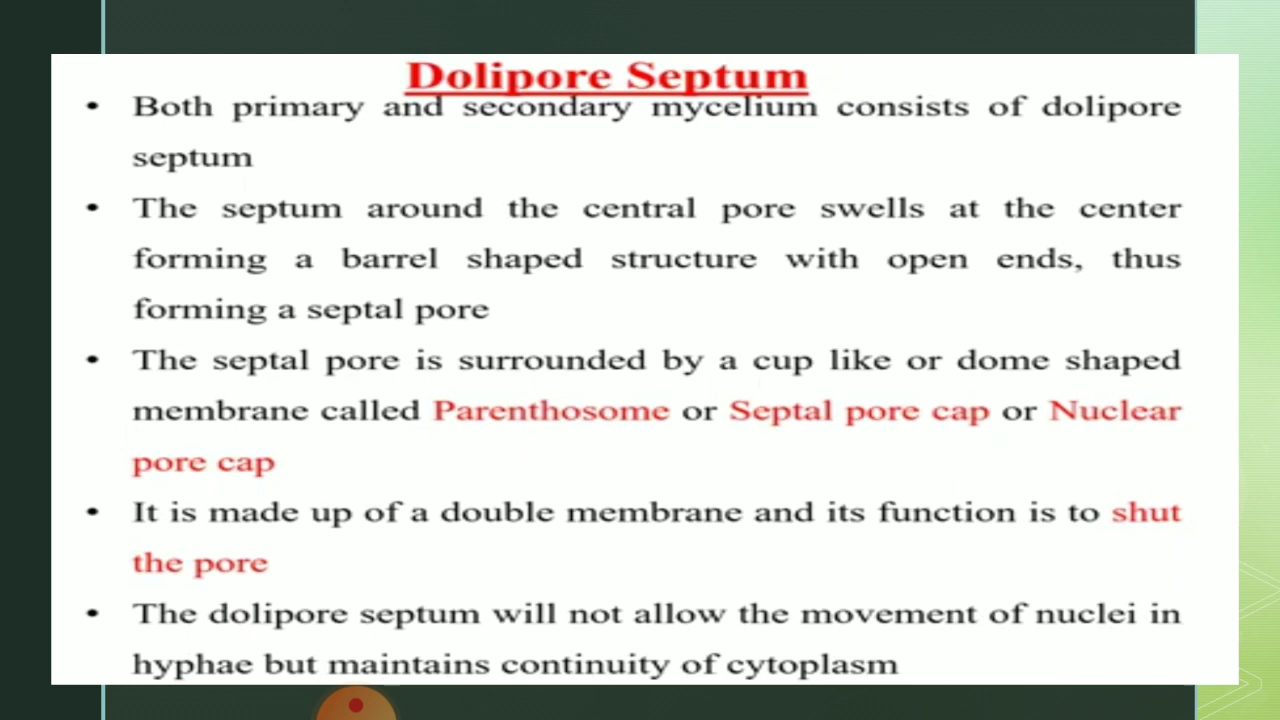 Dolipore Septum
• Both primary and secondary mycelium consists of dolipore
septum
• The septum around the central pore swells at the center
forming a barrel shaped structure with open ends, thus
forming a septal pore
• The septal pore is surrounded by a cup like or dome shaped
membrane called Parenthosome or Septal pore cap or Nuclear
pore cap
• It is made up of a double membrane and its function is to shut
the pore
• The dolipore septum will not allow the movement of nuclei in
hyphae but maintains continuity of cytoplasm